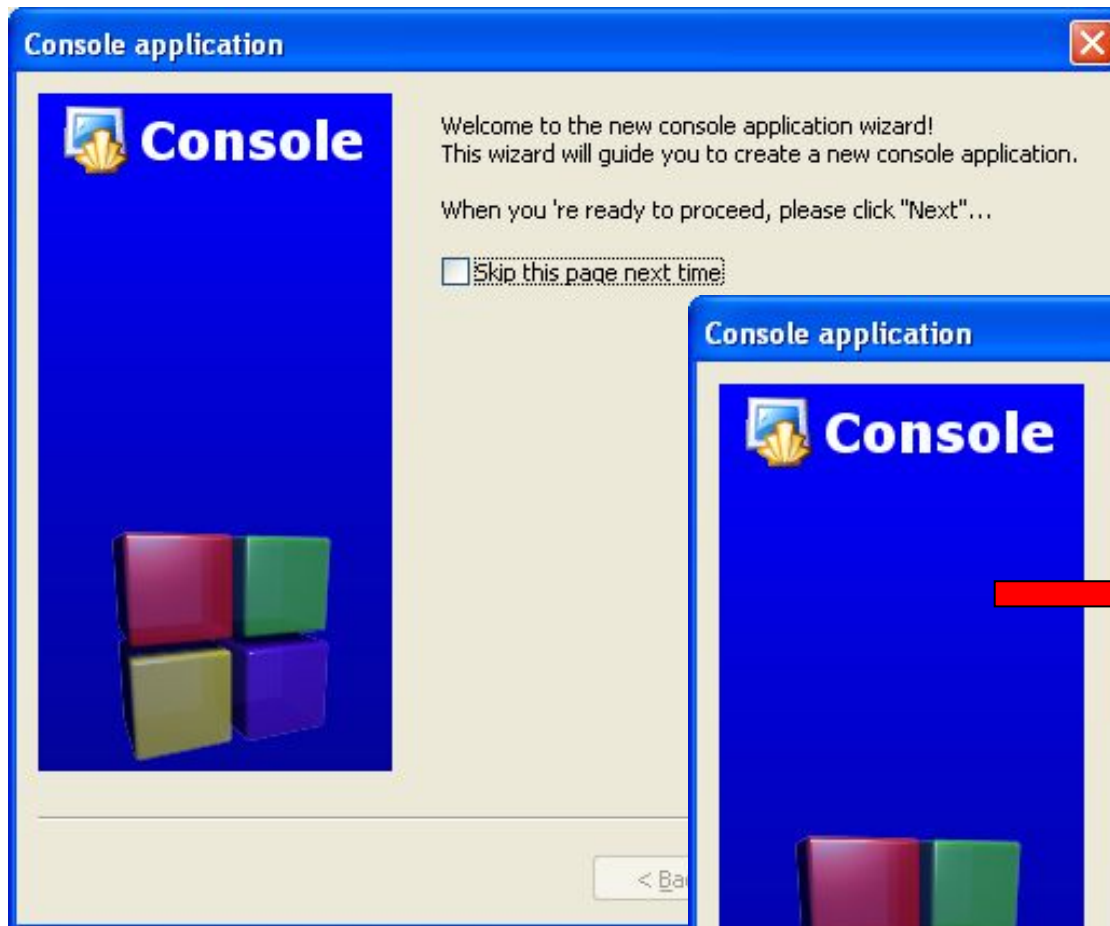 Console application
Console
Welcome to the new console application wizard!
This wizard will guide you to create a new console application.
When you 're ready to proceed, please click "Next"...
Skip this page next time
< Ba
Console application
Console